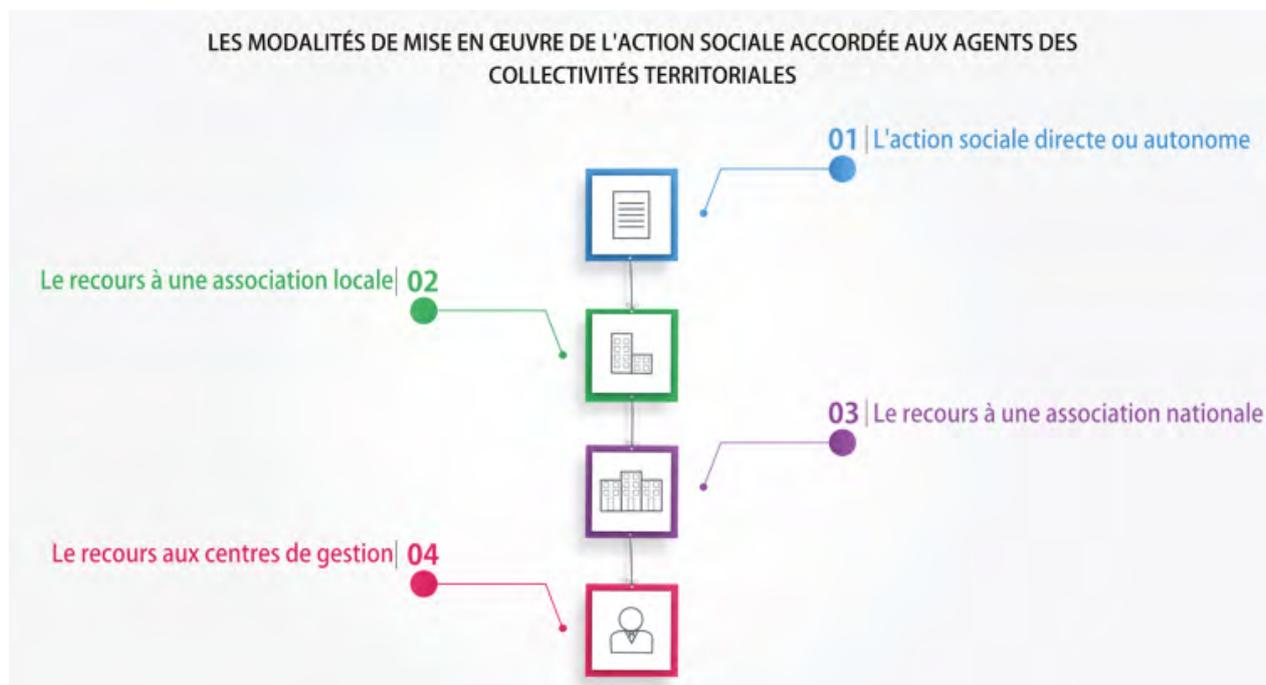 LES MODALITÉS DE MISE EN ŒUVRE DE L'ACTION SOCIALE ACCORDÉE AUX AGENTS DES
COLLECTIVITÉS TERRITORIALES
01 | L'action sociale directe ou autonome
Le recours à une association locale | 02
03 | Le recours à une association nationale
Le recours aux centres de gestion | 04